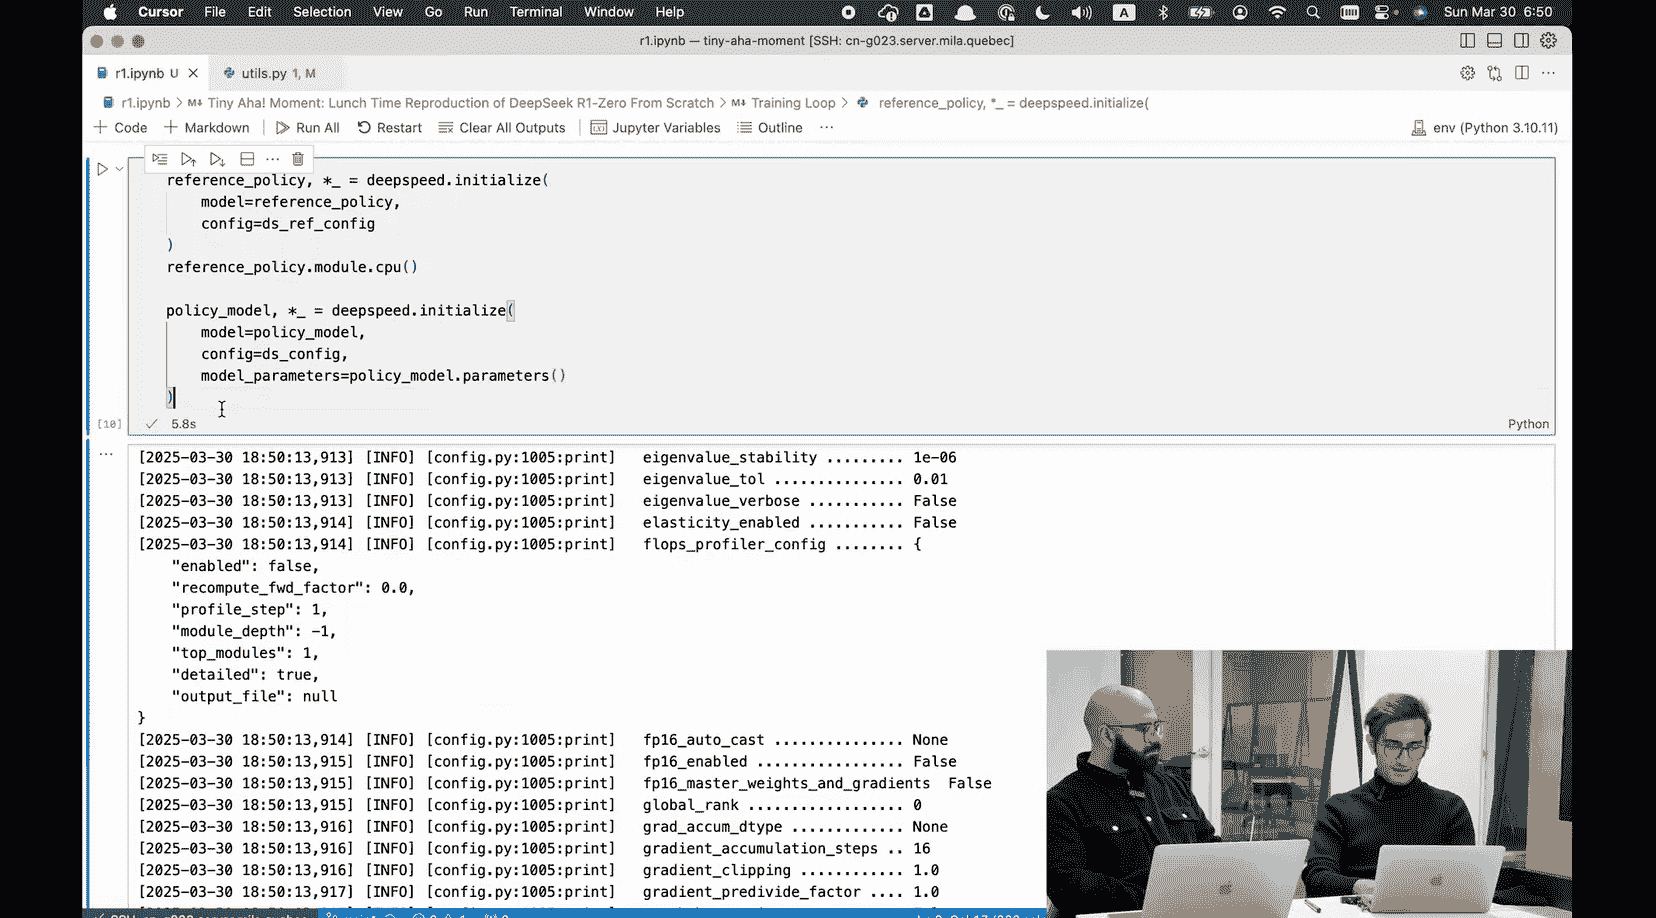 Cursor File Edit Selection View Go Run Terminal Window Help A Sun Mar 30 6:50
r1.ipynb — tiny-aha-moment [SSH: cn-g023.server.mila.quebec]
r1.ipynb U utils.py 1, M
r1.ipynb > Tiny Aha! Moment: Lunch Time Reproduction of DeepSeek R1-Zero From Scratch > Training Loop > reference_policy, *_ = deepspeed.initialize(
Code Markdown Run All Restart Clear All Outputs Jupyter Variables Outline ... env (Python 3.10.11)
reference_policy, *_ = deepspeed.initialize(
model=reference_policy,
config=ds_ref_config
)
reference_policy.module.cpu()
policy_model, *_ = deepspeed.initialize(
model=policy_model,
config=ds_config,
model_parameters=policy_model.parameters()
)
[10] 5.8s Python
[2025-03-30 18:50:13,913] [INFO] [config.py:1005:print] eigenvalue_stability ......... 1e-06
[2025-03-30 18:50:13,913] [INFO] [config.py:1005:print] eigenvalue_tol ............... 0.01
[2025-03-30 18:50:13,913] [INFO] [config.py:1005:print] eigenvalue_verbose ........... False
[2025-03-30 18:50:13,914] [INFO] [config.py:1005:print] elasticity_enabled ........... False
[2025-03-30 18:50:13,914] [INFO] [config.py:1005:print] flops_profiler_config ........ {
"enabled": false,
"recompute_fwd_factor": 0.0,
"profile_step": 1,
"module_depth": -1,
"top_modules": 1,
"detailed": true,
"output_file": null
}
[2025-03-30 18:50:13,914] [INFO] [config.py:1005:print] fp16_auto_cast ............... None
[2025-03-30 18:50:13,915] [INFO] [config.py:1005:print] fp16_enabled ................. False
[2025-03-30 18:50:13,915] [INFO] [config.py:1005:print] fp16_master_weights_and_gradients False
[2025-03-30 18:50:13,915] [INFO] [config.py:1005:print] global_rank .................. 0
[2025-03-30 18:50:13,916] [INFO] [config.py:1005:print] grad_accum_dtype ............. None
[2025-03-30 18:50:13,916] [INFO] [config.py:1005:print] gradient_accumulation_steps .. 16
[2025-03-30 18:50:13,916] [INFO] [config.py:1005:print] gradient_clipping ............ 1.0
[2025-03-30 18:50:13,917] [INFO] [config.py:1005:print] gradient_predivide_factor .... 1.0